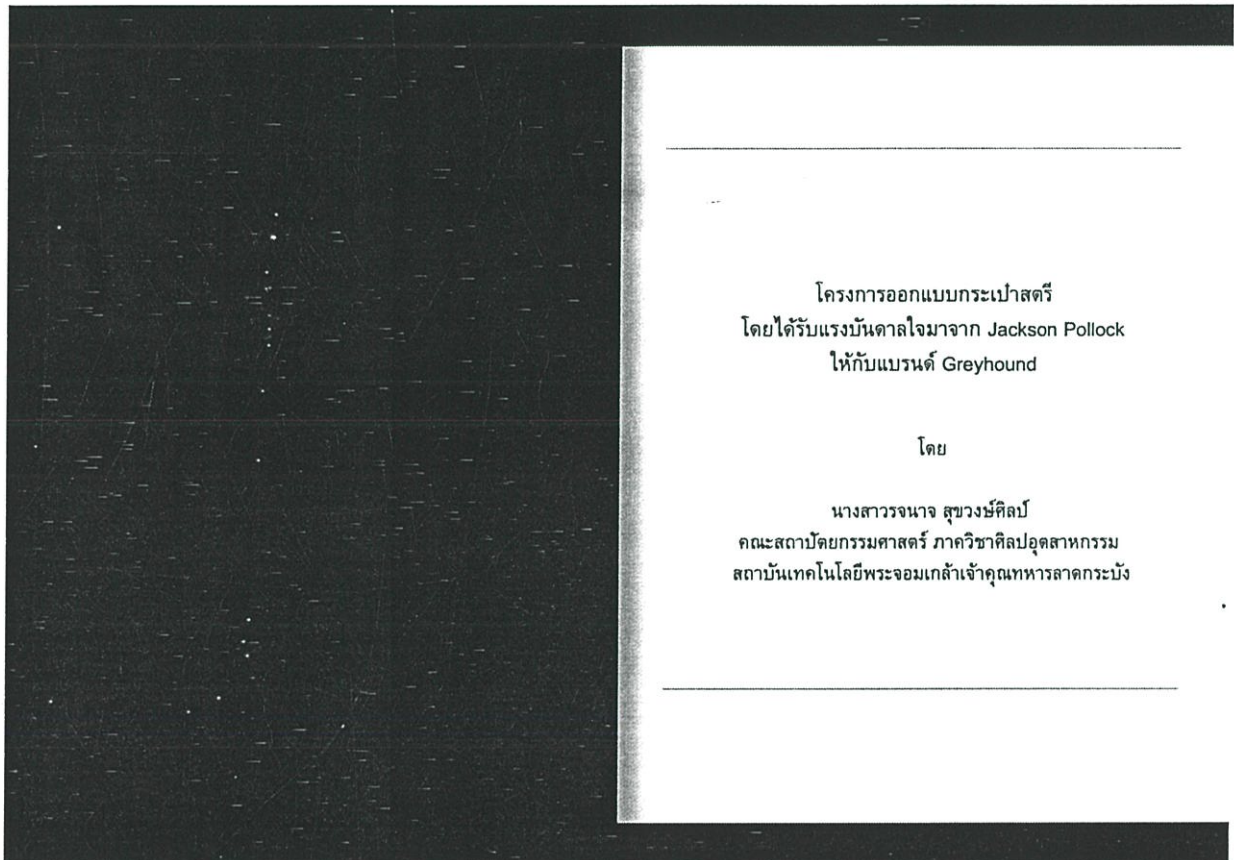 โครงการออกแบบกระเป๋าสตรี
โดยได้รับแรงบันดาลใจมาจาก Jackson Pollock
ให้กับแบรนด์ Greyhound
โดย
นางสาวรจนาจ สุขวงษ์ศิลป์
คณะสถาปัตยกรรมศาสตร์ ภาควิชาศิลปอุตสาหกรรม
สถาบันเทคโนโลยีพระจอมเกล้าเจ้าคุณทหารลาดกระบัง